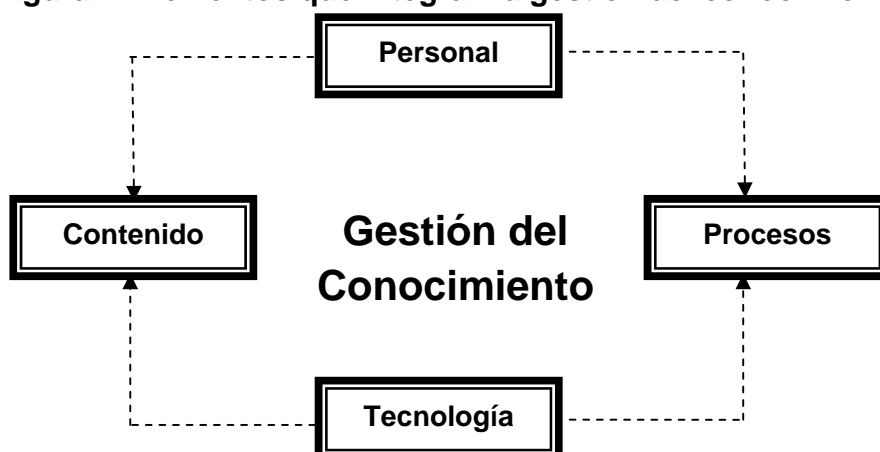 Personal
Contenido
Gestión del
Conocimiento
Procesos
Tecnología